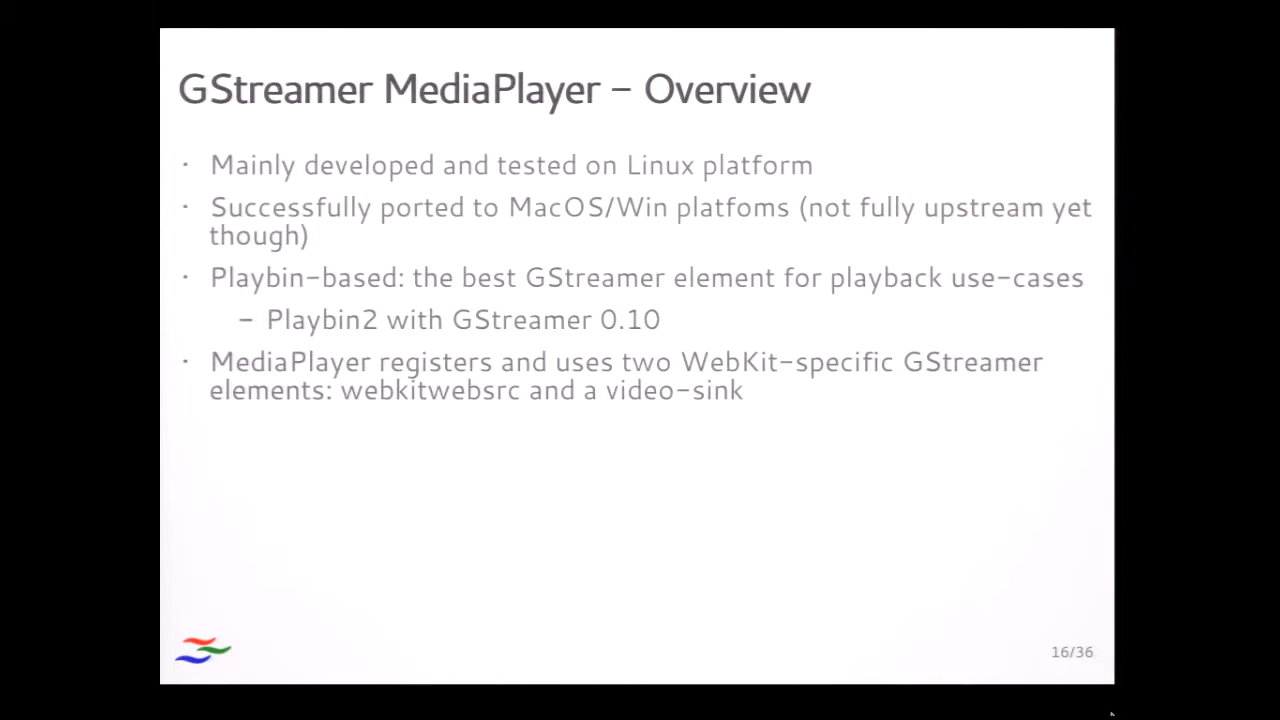 GStreamer MediaPlayer – Overview
· Mainly developed and tested on Linux platform
· Successfully ported to MacOS/Win platfoms (not fully upstream yet
though)
· Playbin-based: the best GStreamer element for playback use-cases
– Playbin2 with GStreamer 0.10
· MediaPlayer registers and uses two WebKit-specific GStreamer
elements: webkitwebsrc and a video-sink
16/36